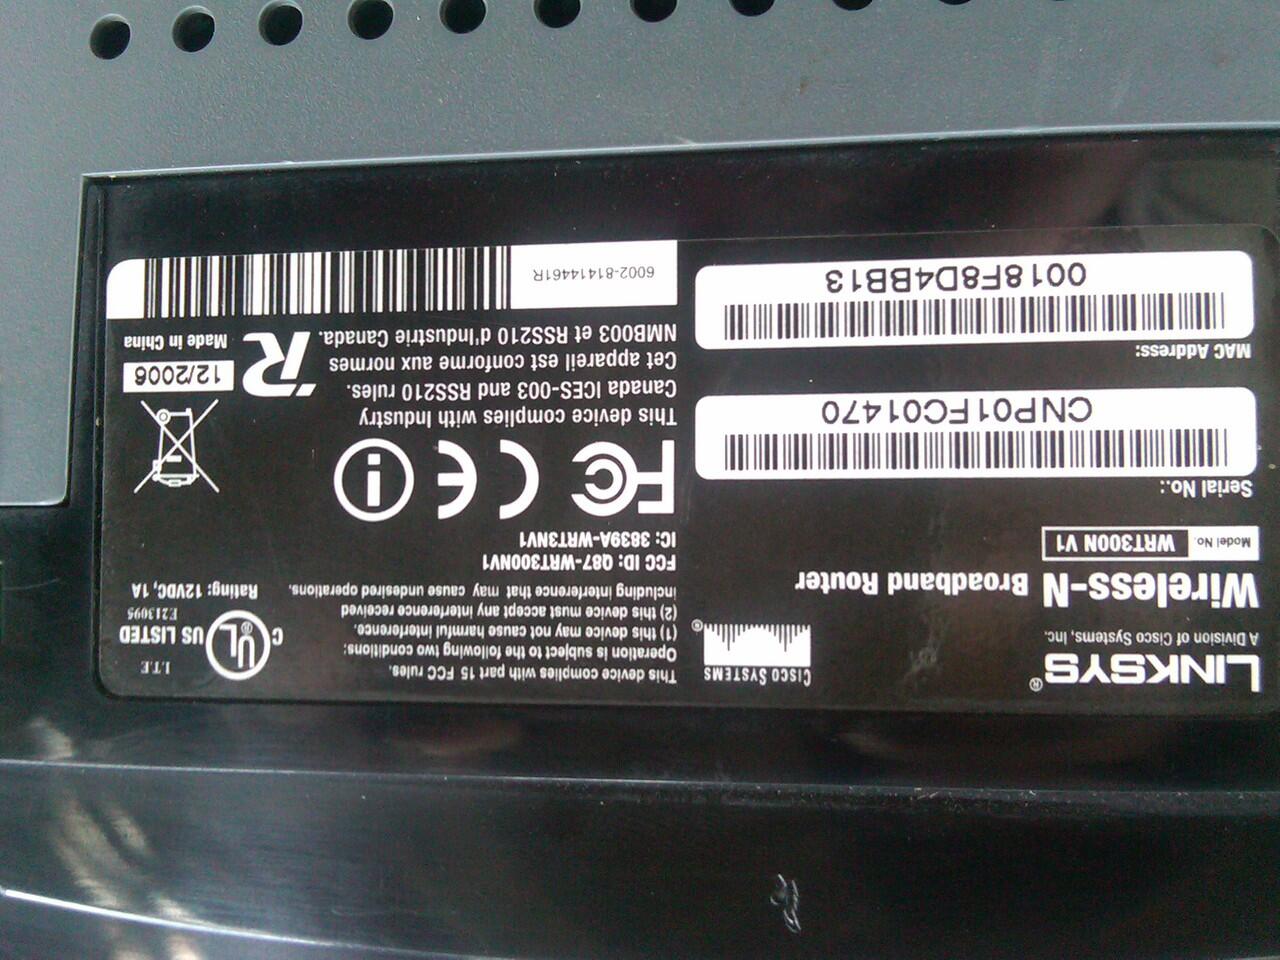 LINKSYS®
A Division of Cisco Systems, Inc.
CISCO SYSTEMS
®
Wireless-N Broadband Router
Model No. WRT300N V1
Serial No.:
CNP01FC01470
MAC Address:
0018F8D4BB13
This device complies with part 15 FCC rules.
Operation is subject to the following two conditions:
(1) this device may not cause harmful interference.
(2) this device must accept any interference received
including interference that may cause undesired operations.
FCC ID: Q87-WRT300NV1
IC: 3839A-WRT3NV1
FC CE i
This device complies with Industry
Canada ICES-003 and RSS210 rules.
Cet appareil est conforme aux normes
NMB003 et RSS210 d'Industrie Canada.
6002-81414461R
I.T.E
C UL® US LISTED
E213095
Rating: 12VDC, 1A
12/2006
Made in China